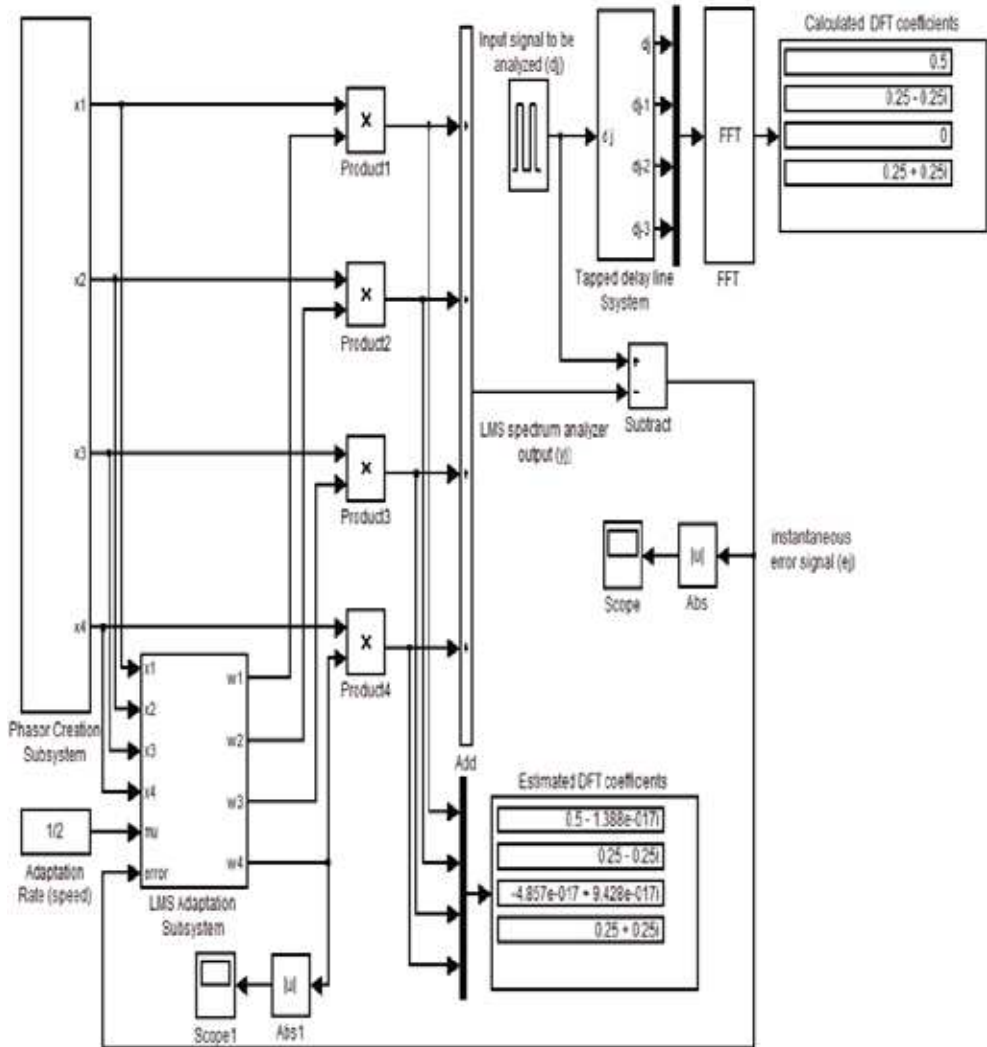 x1
x2
x3
x4
Phasor Creation
Subsystem
1/2
Adaptation
Rate (speed)
x1
x2
x3
x4
mu
error
w1
w2
w3
w4
LMS Adaptation
Subsystem
Scope1
|u|
Abs1
X
Product1
X
Product2
X
Product3
X
Product4
+
+
+
+
Add
Input signal to be
analyzed (dj)
d j
dj
dj-1
dj-2
dj-3
Tapped delay line
Ssystem
FFT
FFT
Calculated DFT coefficients
0.5
0.25 - 0.25i
0
0.25 + 0.25i
+
-
Subtract
LMS spectrum analyzer
output (yj)
Scope
|u|
Abs
instantaneous
error signal (ej)
Estimated DFT coefficents
0.5 - 1.388e-017i
0.25 - 0.25i
-4.857e-017 + 9.428e-017i
0.25 + 0.25i